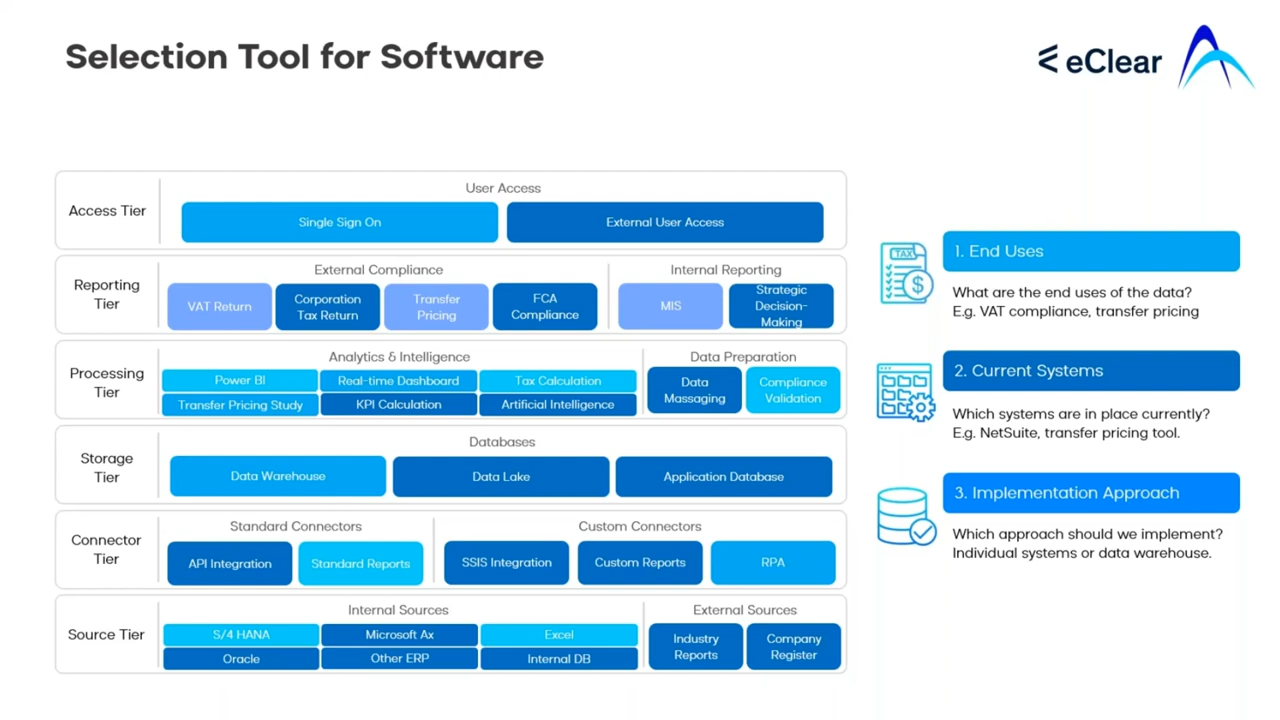 Selection Tool for Software
eClear
Access Tier
User Access
Single Sign On
External User Access
Reporting
Tier
External Compliance
VAT Return
Corporation
Tax Return
Transfer
Pricing
FCA
Compliance
Internal Reporting
MIS
Strategic
Decision-
Making
Processing
Tier
Analytics & Intelligence
Power BI
Real-time Dashboard
Tax Calculation
Transfer Pricing Study
KPI Calculation
Artificial Intelligence
Data Preparation
Data
Massaging
Compliance
Validation
Storage
Tier
Databases
Data Warehouse
Data Lake
Application Database
Connector
Tier
Standard Connectors
API Integration
Standard Reports
Custom Connectors
SSIS Integration
Custom Reports
RPA
Source Tier
Internal Sources
S/4 HANA
Microsoft Ax
Excel
Oracle
Other ERP
Internal DB
External Sources
Industry
Reports
Company
Register
TAX
$
1. End Uses
What are the end uses of the data?
E.g. VAT compliance, transfer pricing
2. Current Systems
Which systems are in place currently?
E.g. NetSuite, transfer pricing tool.
3. Implementation Approach
Which approach should we implement?
Individual systems or data warehouse.